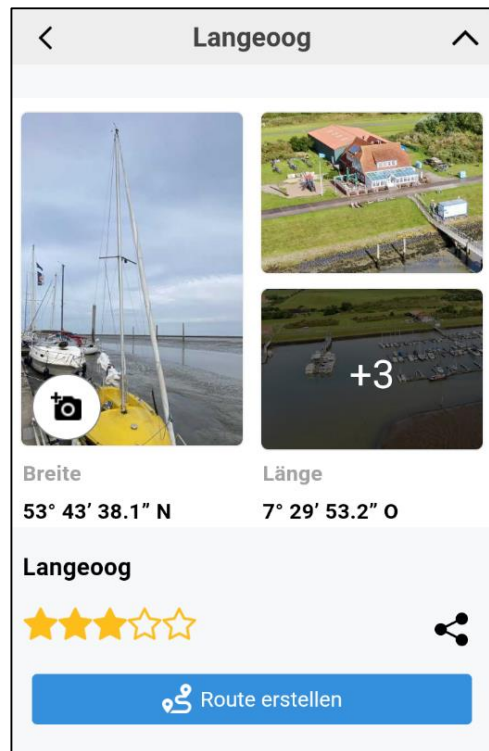 Langeoog
+3
Breite
Länge
53° 43′ 38.1” N
7° 29′ 53.2” O
Langeoog
Route erstellen